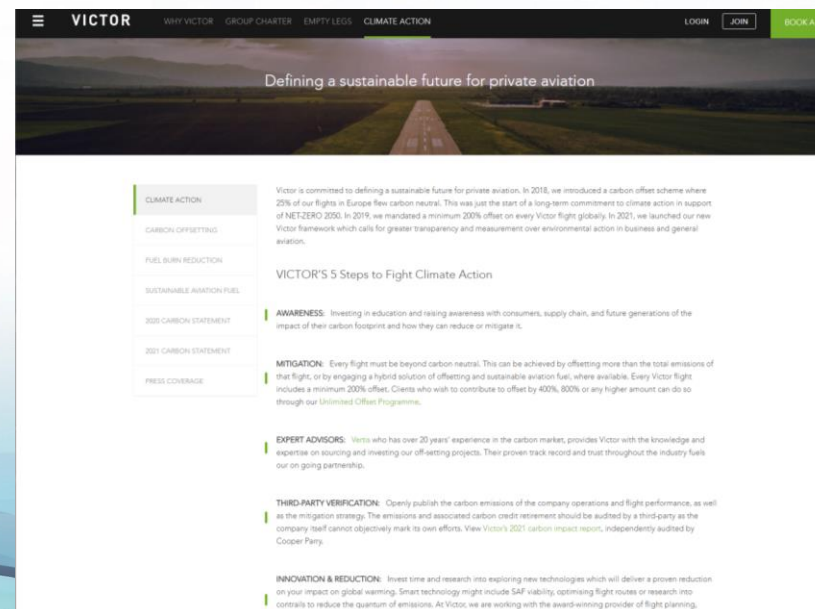 VICTOR WHY VICTOR GROUP CHARTER EMPTY LEGS CLIMATE ACTION LOGIN JOIN BOOK A
Defining a sustainable future for private aviation
CLIMATE ACTION
CARBON OFFSETTING
FUEL BURN REDUCTION
SUSTAINABLE AVIATION FUEL
2020 CARBON STATEMENT
2021 CARBON STATEMENT
PRESS COVERAGE
Victor is committed to defining a sustainable future for private aviation. In 2018, we introduced a carbon offset scheme where
25% of our flights in Europe flew carbon neutral. This was just the start of a long-term commitment to climate action in support
of NET-ZERO 2050. In 2019, we mandated a minimum 200% offset on every Victor flight globally. In 2021, we launched our new
Victor framework which calls for greater transparency and measurement over environmental action in business and general
aviation.
VICTOR'S 5 Steps to Fight Climate Action
AWARENESS: Investing in education and raising awareness with consumers, supply chain, and future generations of the
impact of their carbon footprint and how they can reduce or mitigate it.
MITIGATION: Every flight must be beyond carbon neutral. This can be achieved by offsetting more than the total emissions of
that flight, or by engaging a hybrid solution of offsetting and sustainable aviation fuel, where available. Every Victor flight
includes a minimum 200% offset. Clients who wish to contribute to offset by 400%, 800% or any higher amount can do so
through our Unlimited Offset Programme.
EXPERT ADVISORS: Vertis who has over 20 years' experience in the carbon market, provides Victor with the knowledge and
expertise on sourcing and investing our off-setting projects. Their proven track record and trust throughout the industry fuels
our on going partnership.
THIRD-PARTY VERIFICATION: Openly publish the carbon emissions of the company operations and flight performance, as well
as the mitigation strategy. The emissions and associated carbon credit retirement should be audited by a third-party as the
company itself cannot objectively mark its own efforts. View Victor's 2021 carbon impact report, independently audited by
Cooper Parry.
INNOVATION & REDUCTION: Invest time and research into exploring new technologies which will deliver a proven reduction
on your impact on global warming. Smart technology might include SAF viability, optimising flight routes or research into
contrails to reduce the quantum of emissions. At Victor, we are working with the award-winning provider of flight planning,